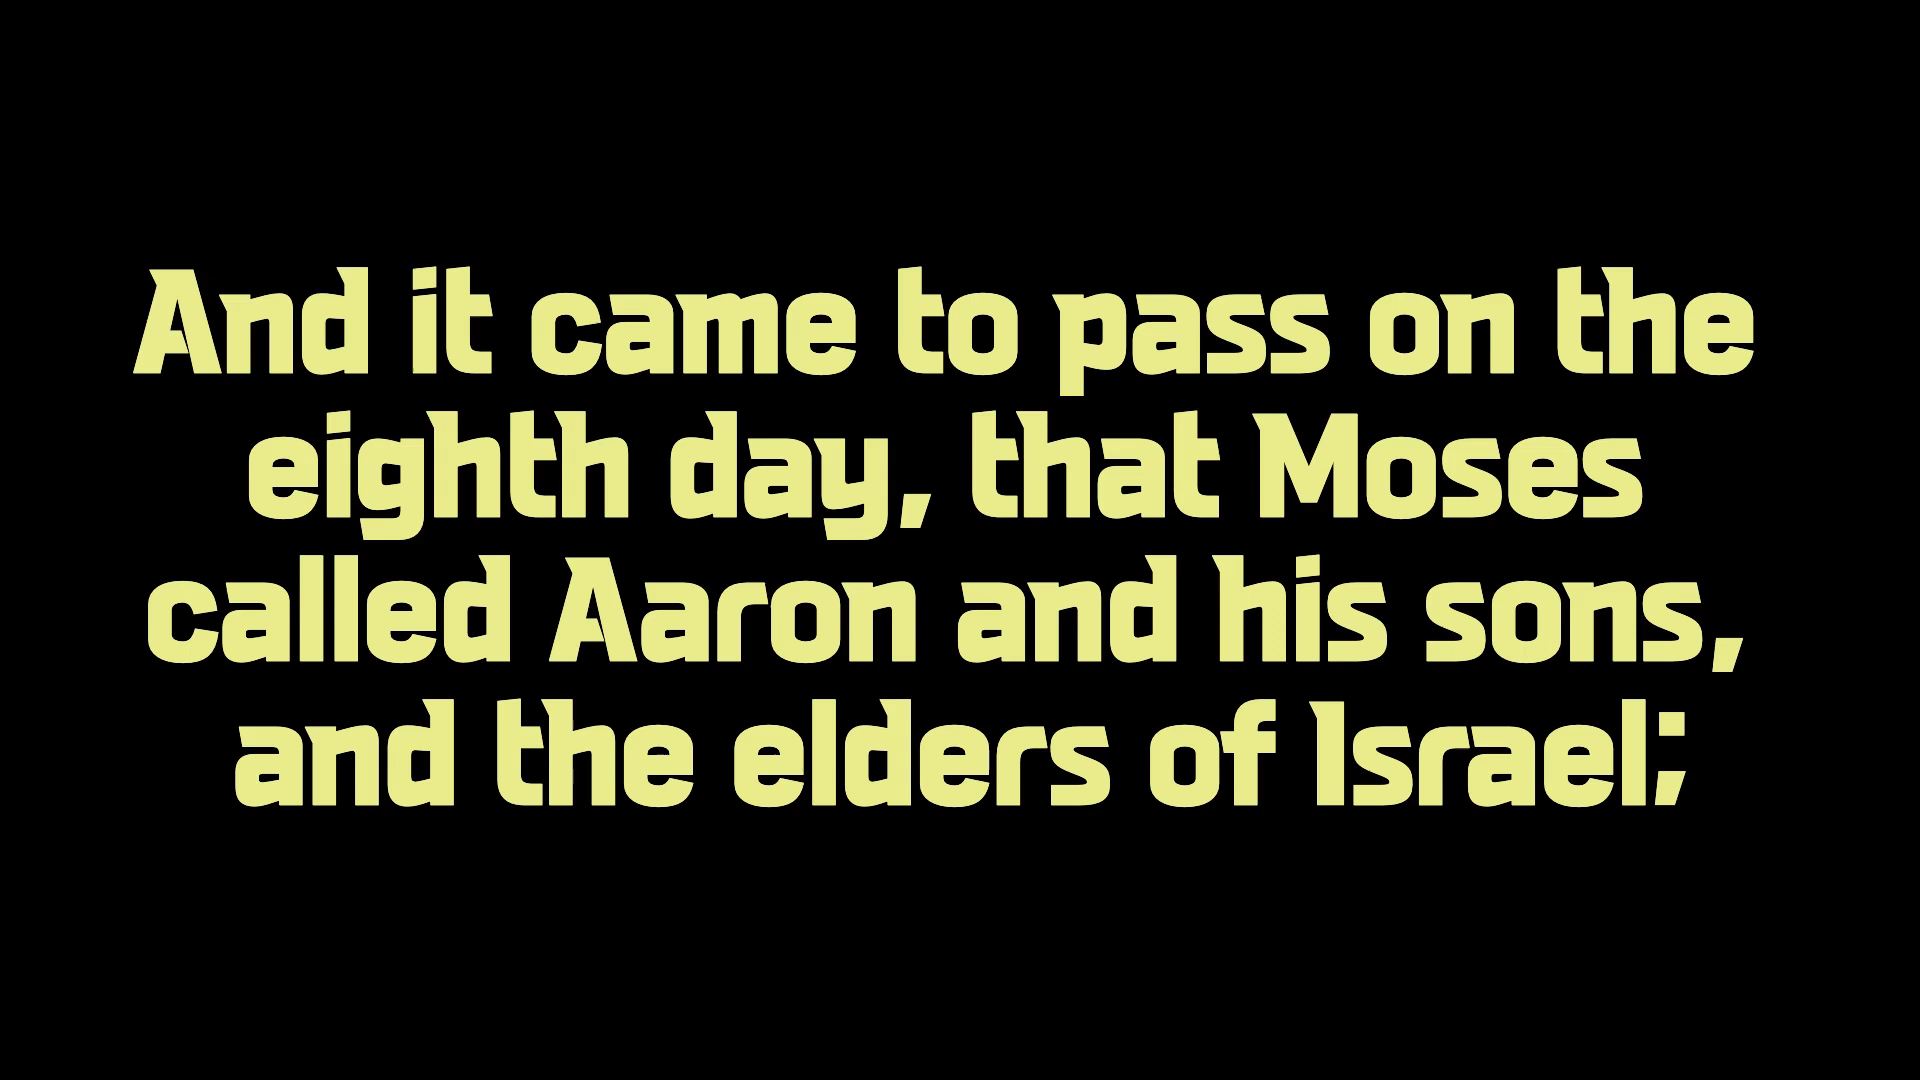 And it came to pass on the
eighth day, that Moses
called Aaron and his sons,
and the elders of Israel;